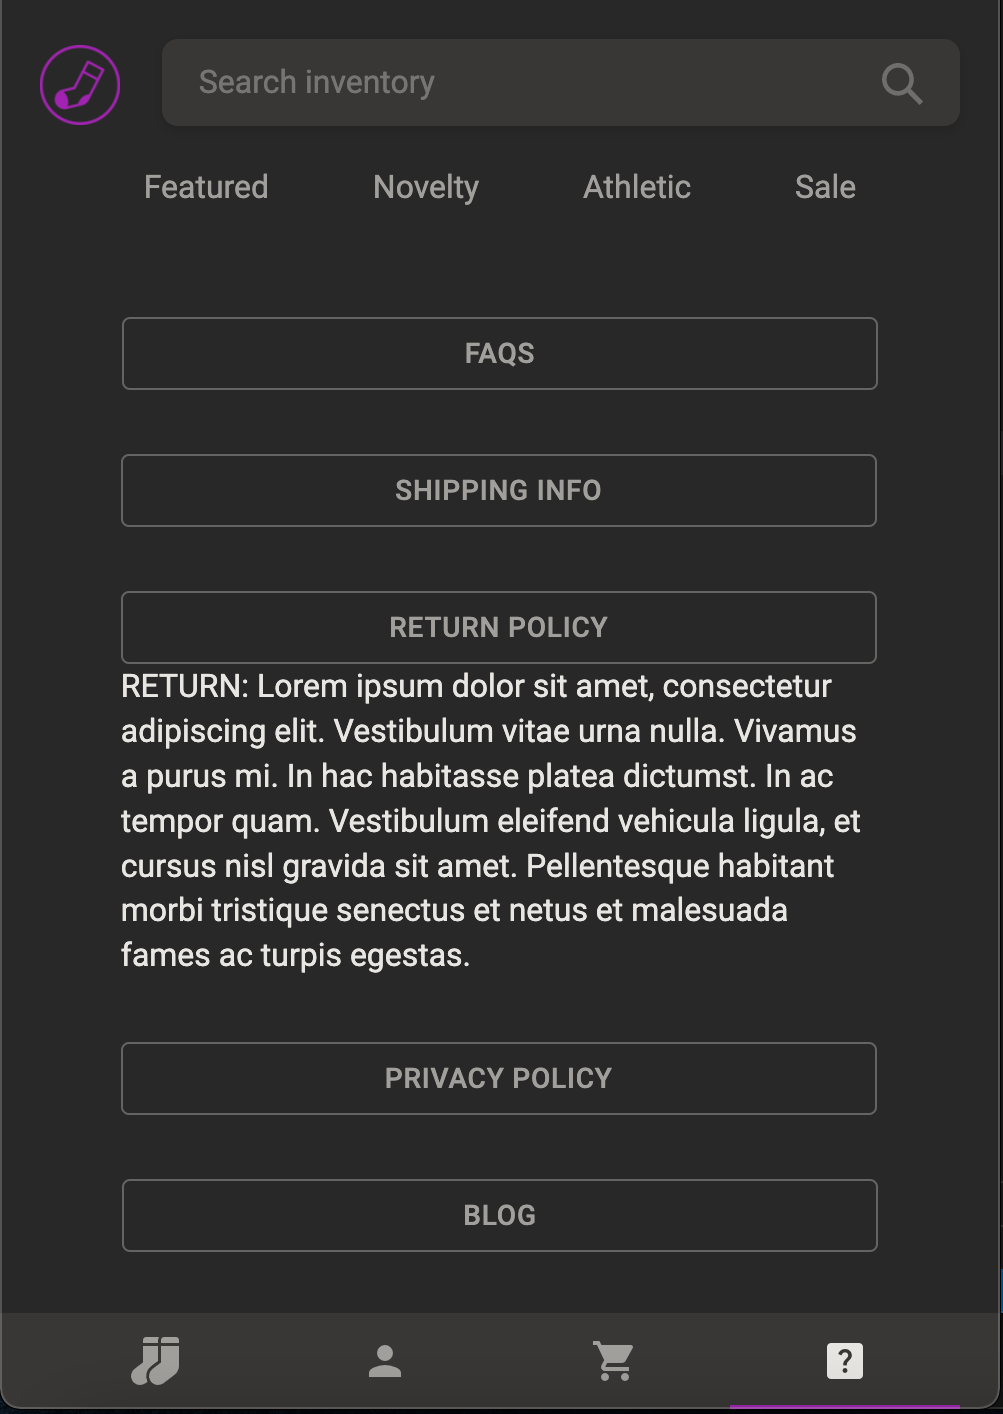 Search inventory
Featured Novelty Athletic Sale
FAQS
SHIPPING INFO
RETURN POLICY
RETURN: Lorem ipsum dolor sit amet, consectetur
adipiscing elit. Vestibulum vitae urna nulla. Vivamus
a purus mi. In hac habitasse platea dictumst. In ac
tempor quam. Vestibulum eleifend vehicula ligula, et
cursus nisl gravida sit amet. Pellentesque habitant
morbi tristique senectus et netus et malesuada
fames ac turpis egestas.
PRIVACY POLICY
BLOG
?